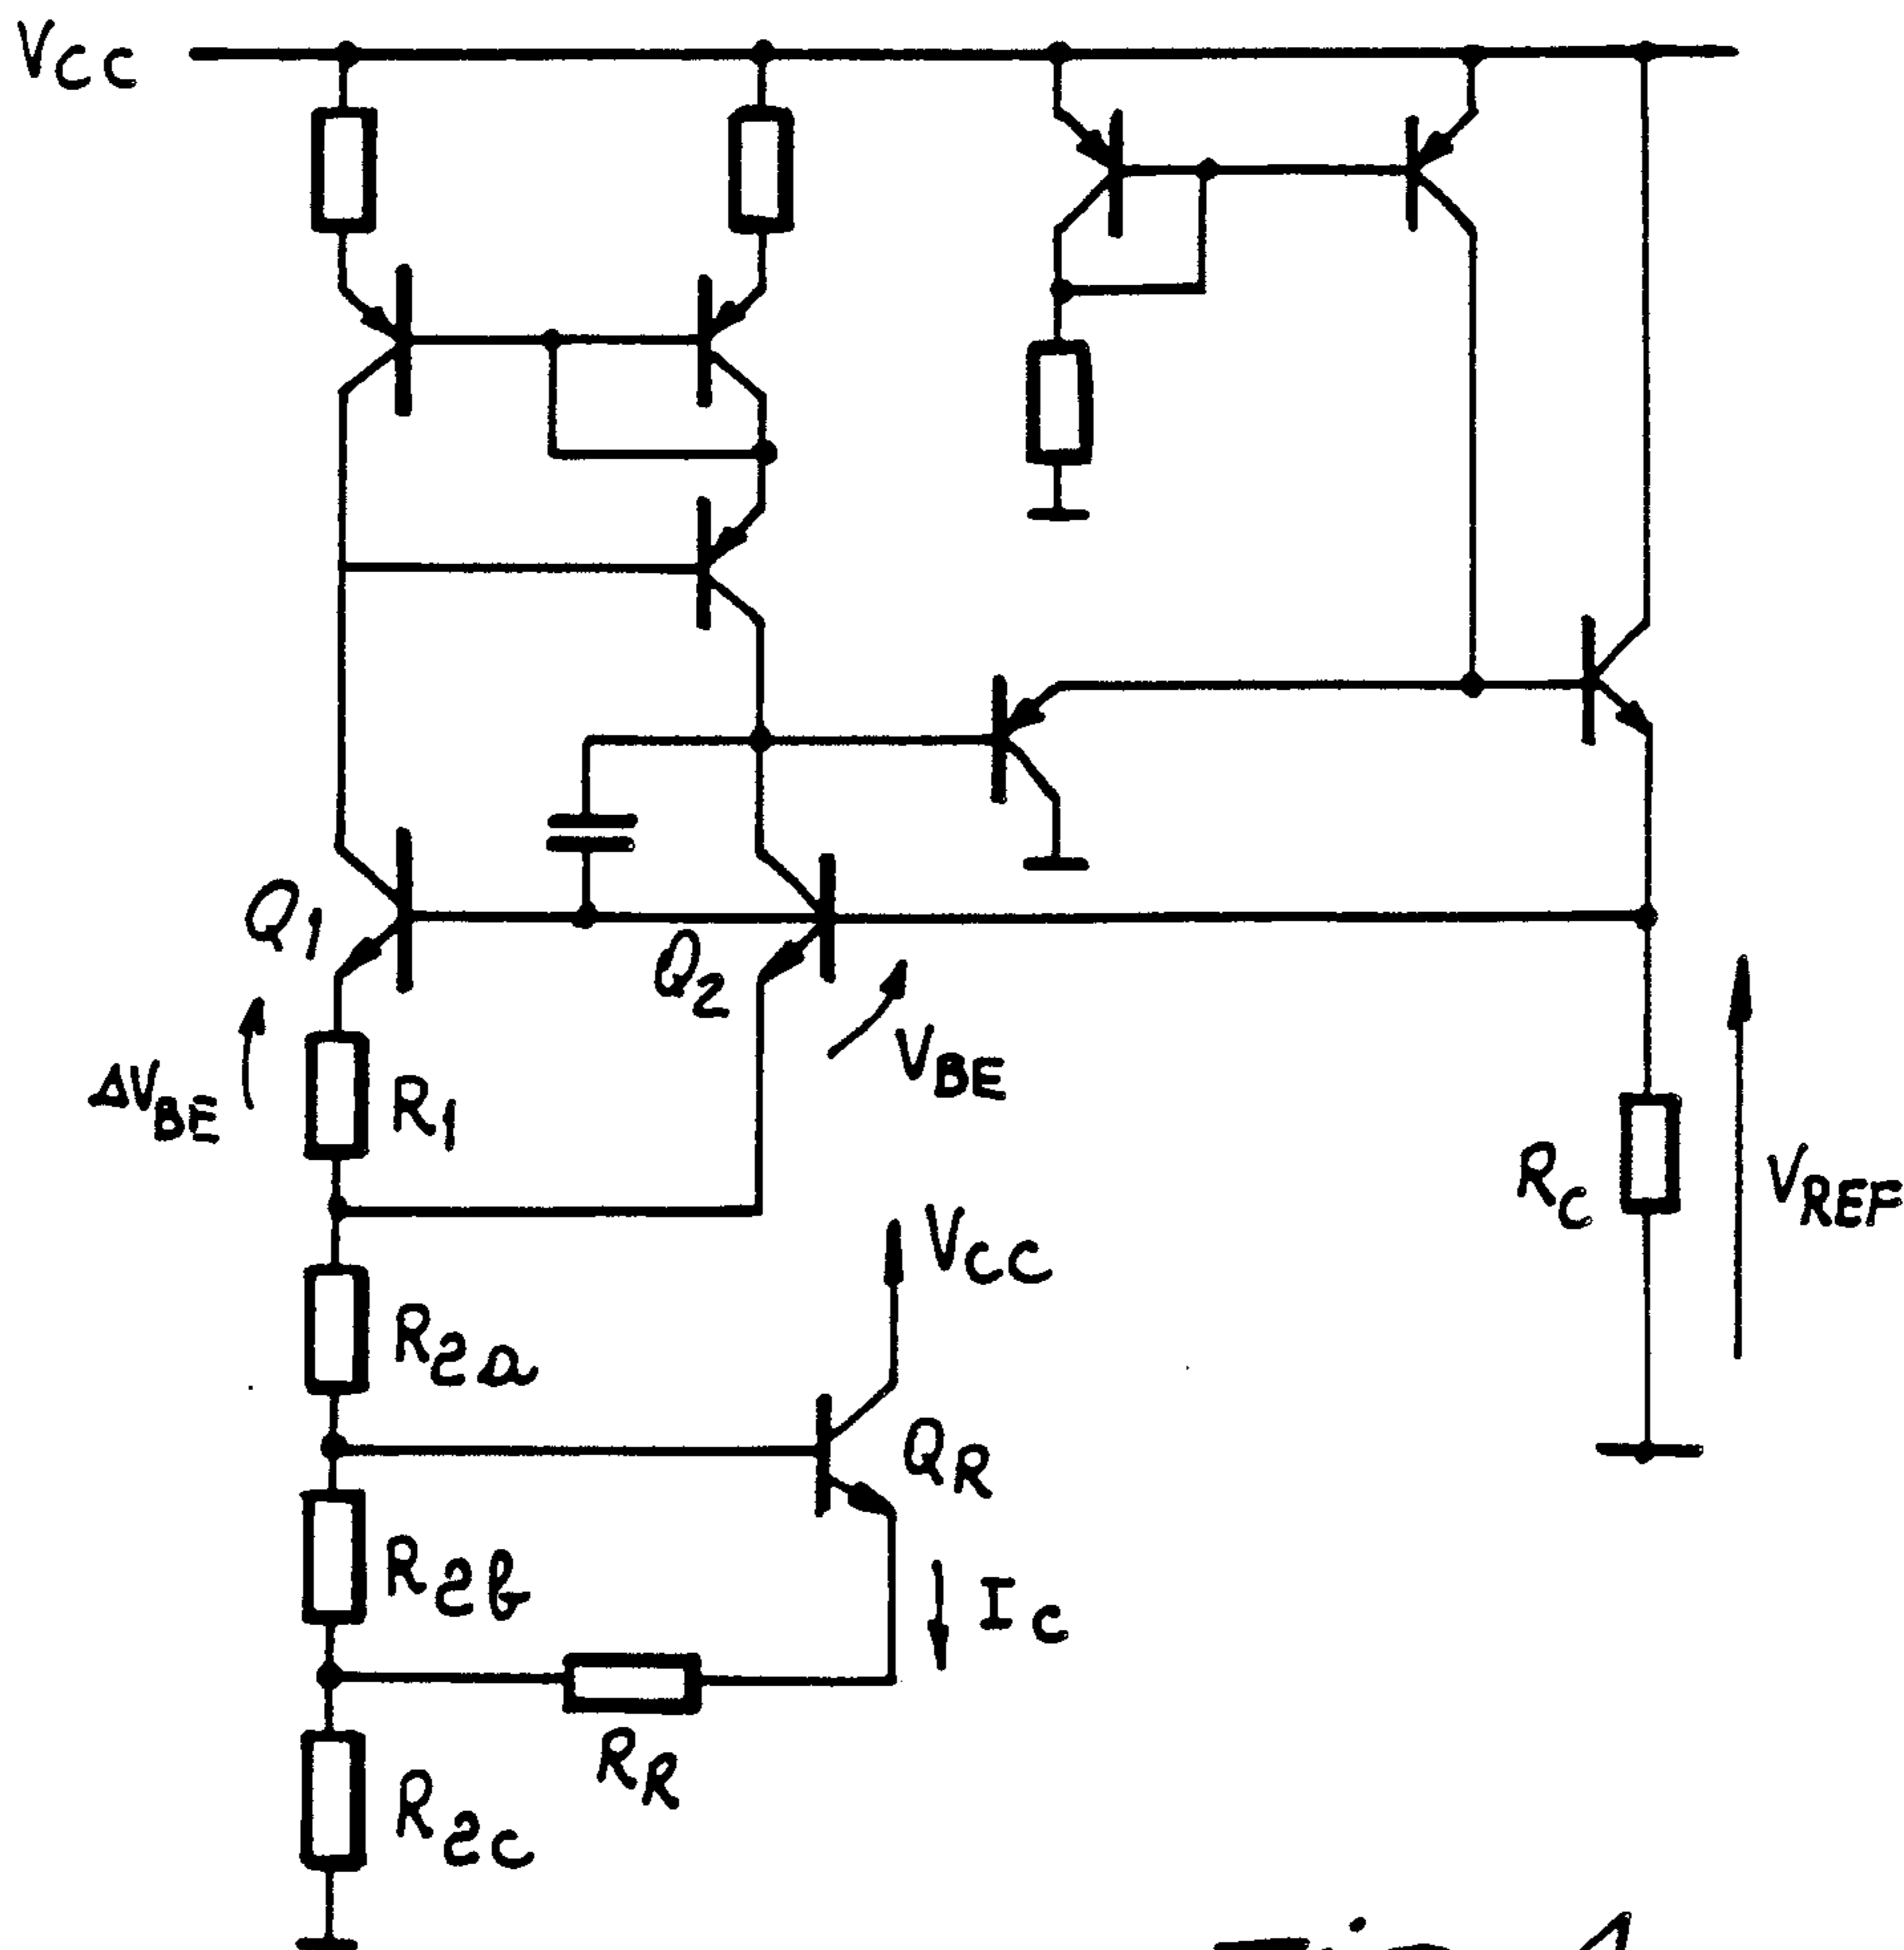 VCC
Q1
Q2
VBE
ΔVBE
R1
RC
VREF
VCC
R2a
QR
R2b
IC
RR
R2c